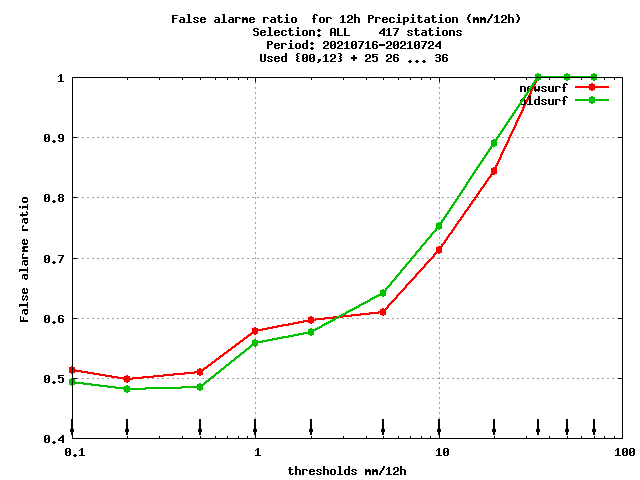 False alarme ratio  for 12h Precipitation (mm/12h)
Selection: ALL    417 stations
Period: 20210716-20210724
Used {00,12} + 25 26 ... 36
newsurf
oldsurf
1
0.9
0.8
0.7
0.6
0.5
0.4
False alarme ratio
0.1
1
10
100
thresholds mm/12h